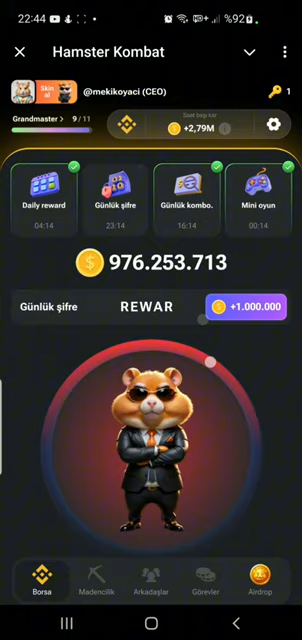 22:44
%92
Hamster Kombat
Skin al
@mekikoyaci (CEO)
1
Grandmaster > 9 / 11
Saat başı kar
+2,79M
Daily reward
Günlük şifre
Günlük kombo.
Mini oyun
04:14
23:14
16:14
00:14
976.253.713
Günlük şifre
REWAR
+1.000.000
Borsa
Madencilik
Arkadaşlar
Görevler
Airdrop